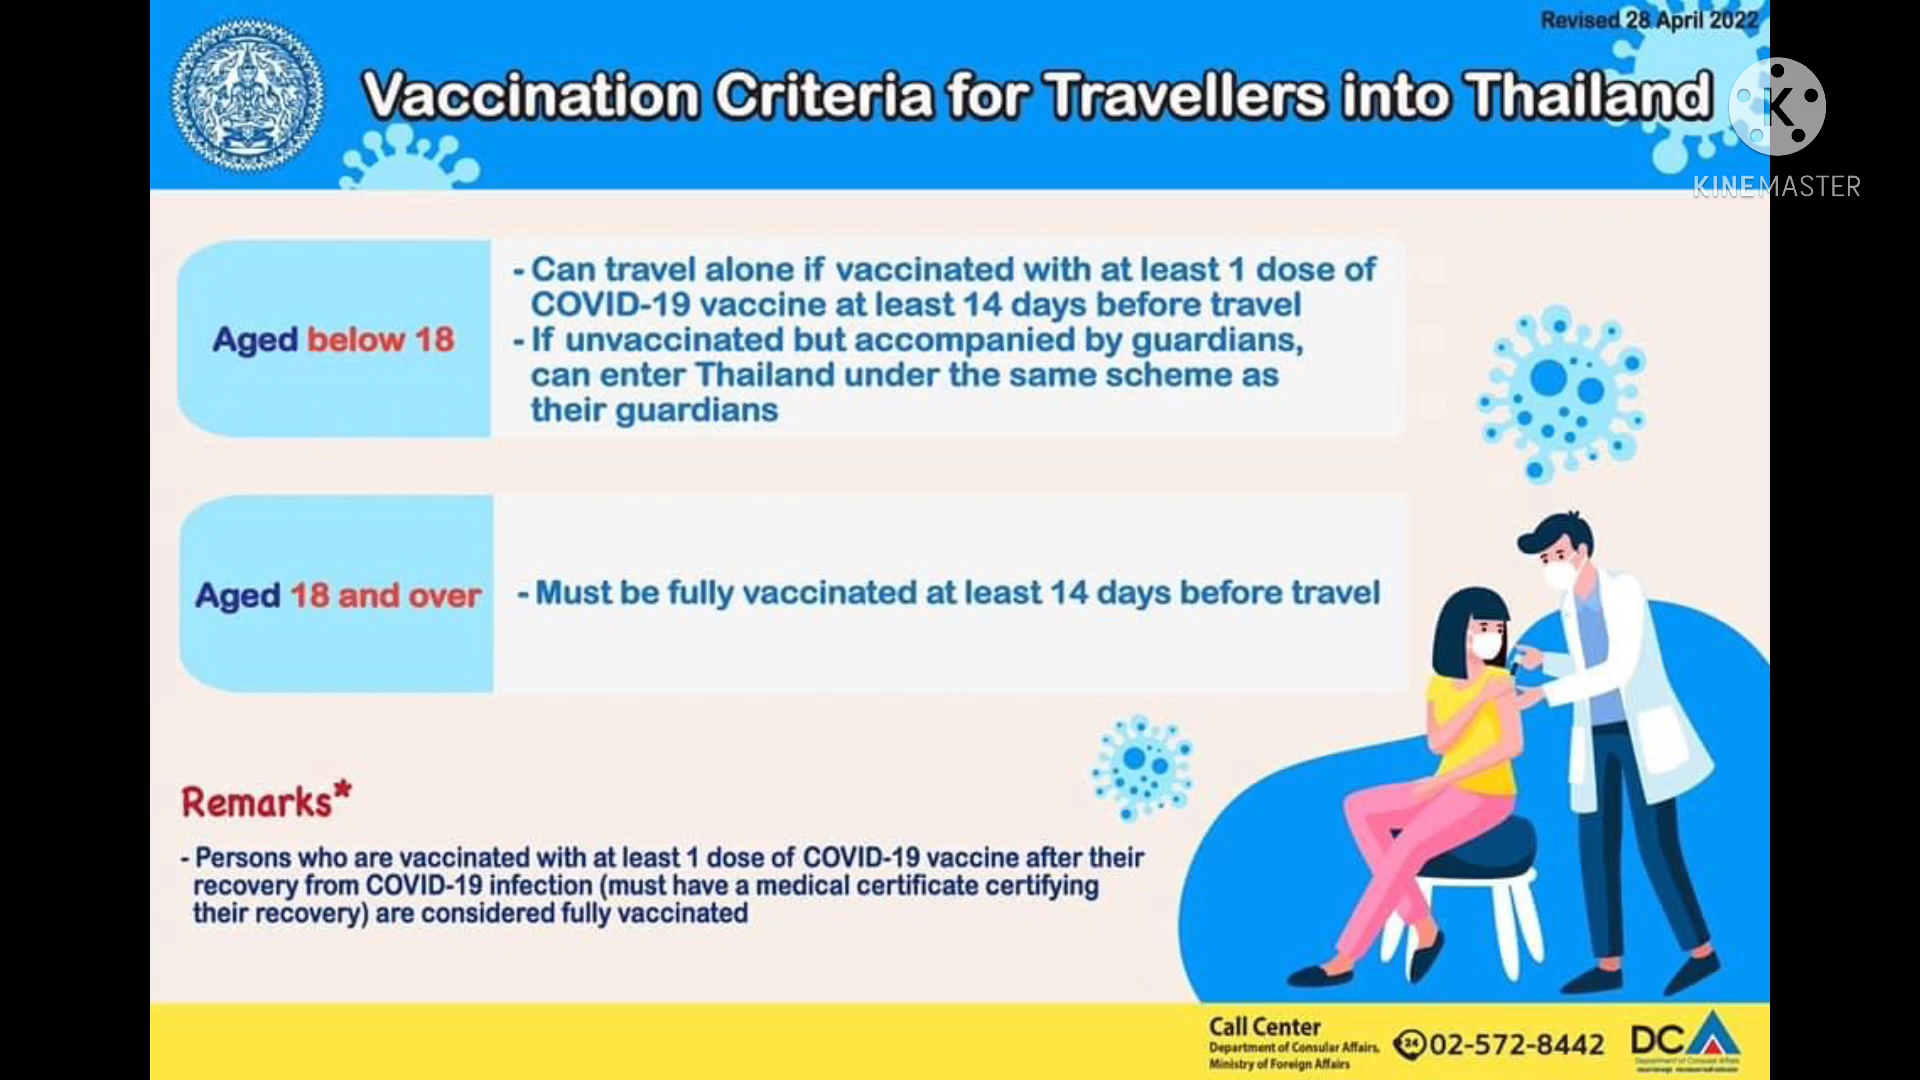 Revised 28 April 2022
Vaccination Criteria for Travellers into Thailand
K
KINEMASTER
Aged below 18
- Can travel alone if vaccinated with at least 1 dose of
COVID-19 vaccine at least 14 days before travel
- If unvaccinated but accompanied by guardians,
can enter Thailand under the same scheme as
their guardians
Aged 18 and over
- Must be fully vaccinated at least 14 days before travel
Remarks*
- Persons who are vaccinated with at least 1 dose of COVID-19 vaccine after their
recovery from COVID-19 infection (must have a medical certificate certifying
their recovery) are considered fully vaccinated
Call Center
Department of Consular Affairs,
Ministry of Foreign Affairs
24
02-572-8442
DCA
Department of Consular Affairs